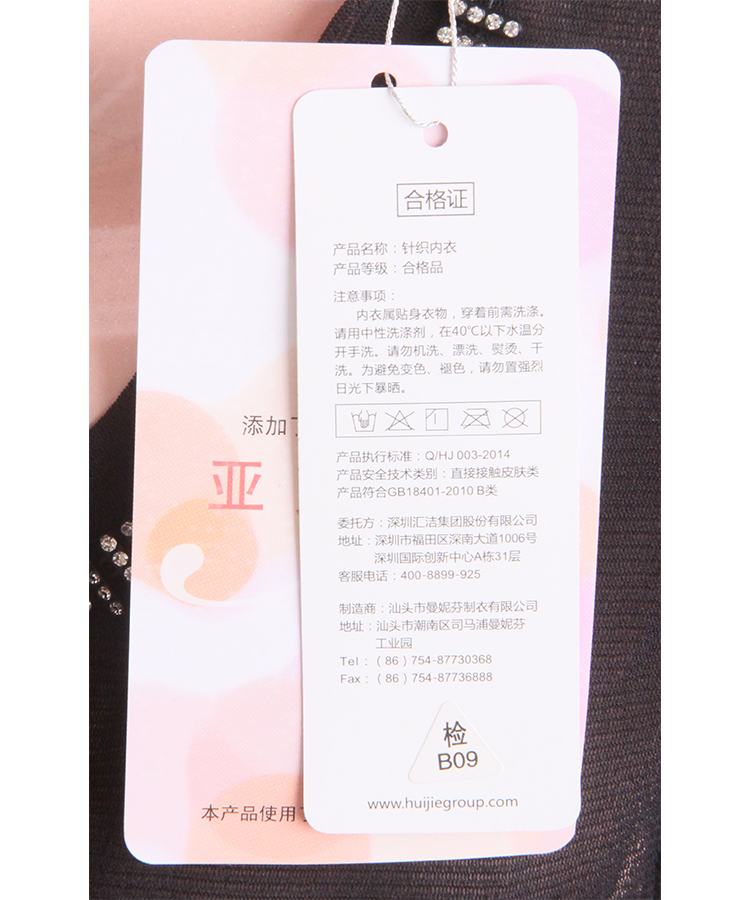 合格证
产品名称：针织内衣
产品等级：合格品
注意事项：
内衣属贴身衣物，穿着前需洗涤。
请用中性洗涤剂，在40℃以下水温分
开手洗。请勿机洗、漂洗、熨烫、干
洗。为避免变色、褪色，请勿置强烈
日光下暴晒。
添加了
亚
产品执行标准：Q/HJ 003-2014
产品安全技术类别：直接接触皮肤类
产品符合GB18401-2010 B类
委托方：深圳汇洁集团股份有限公司
地址：深圳市福田区深南大道1006号
深圳国际创新中心A栋31层
客服电话：400-8899-925
制造商：汕头市曼妮芬制衣有限公司
地址：汕头市潮南区司马浦曼妮芬
工业园
Tel：（86）754-87730368
Fax：（86）754-87736888
检
B09
www.huijiegroup.com
本产品使用了